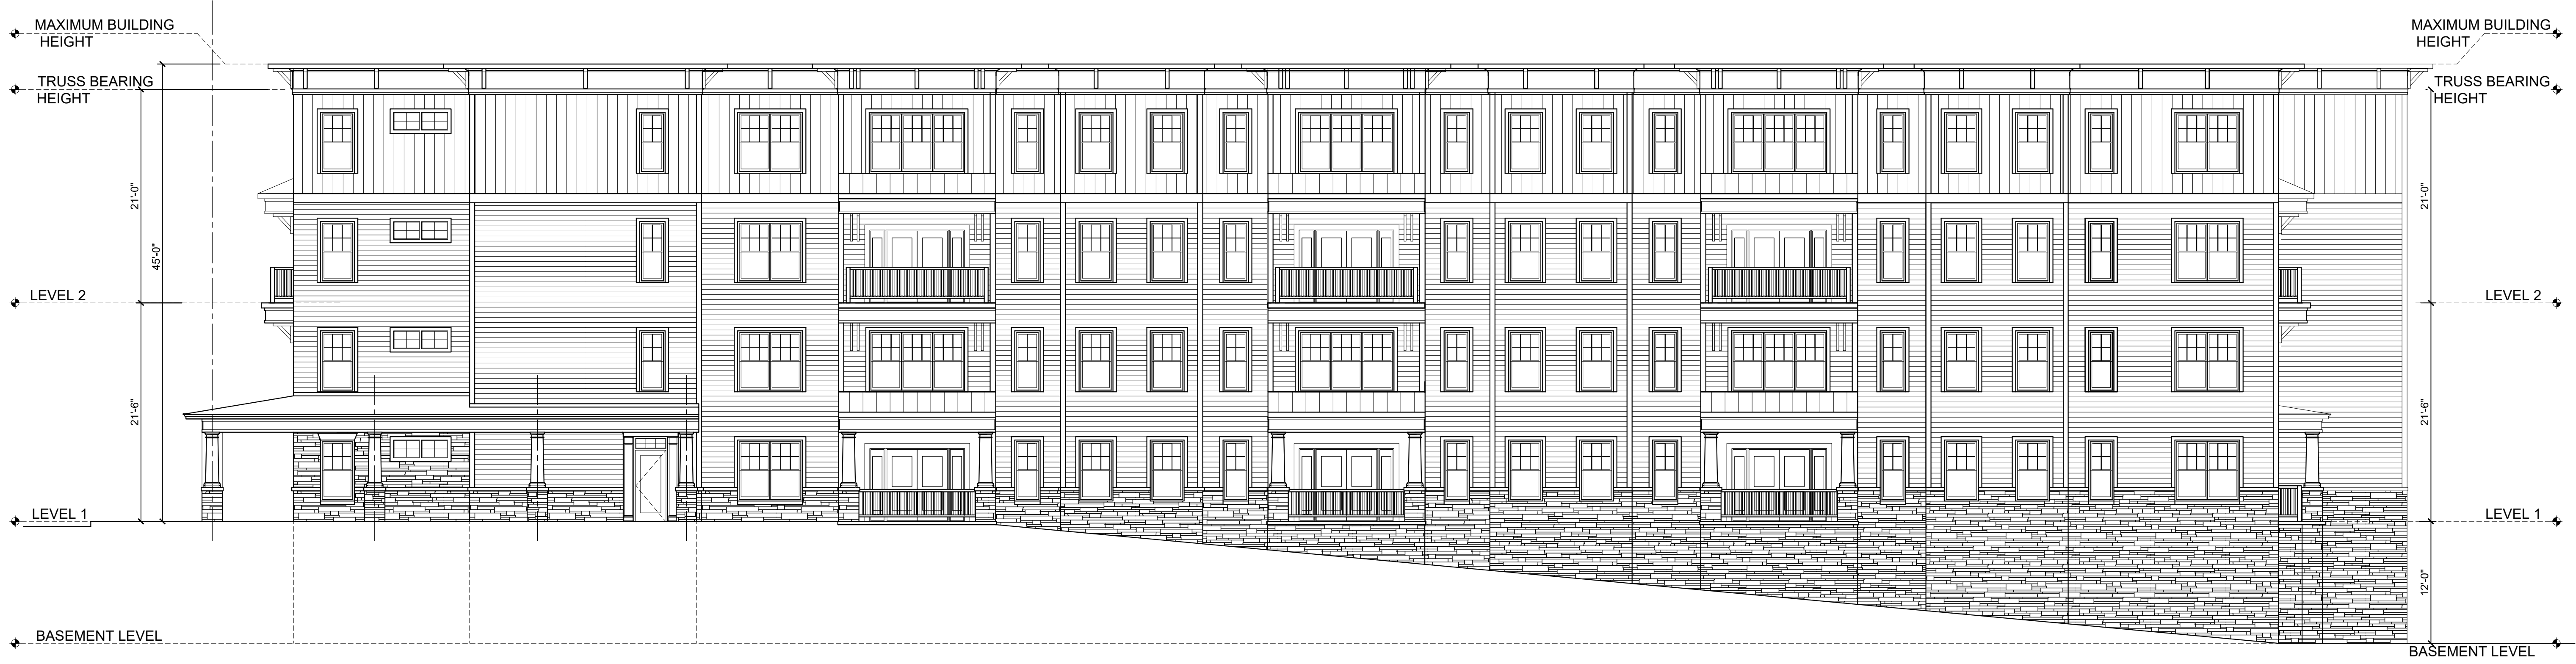 MAXIMUM BUILDING
HEIGHT
MAXIMUM BUILDING
HEIGHT
TRUSS BEARING
HEIGHT
TRUSS BEARING
HEIGHT
21'-0"
45'-0"
21'-0"
LEVEL 2
LEVEL 2
21'-6"
21'-6"
LEVEL 1
LEVEL 1
12'-0"
BASEMENT LEVEL
BASEMENT LEVEL